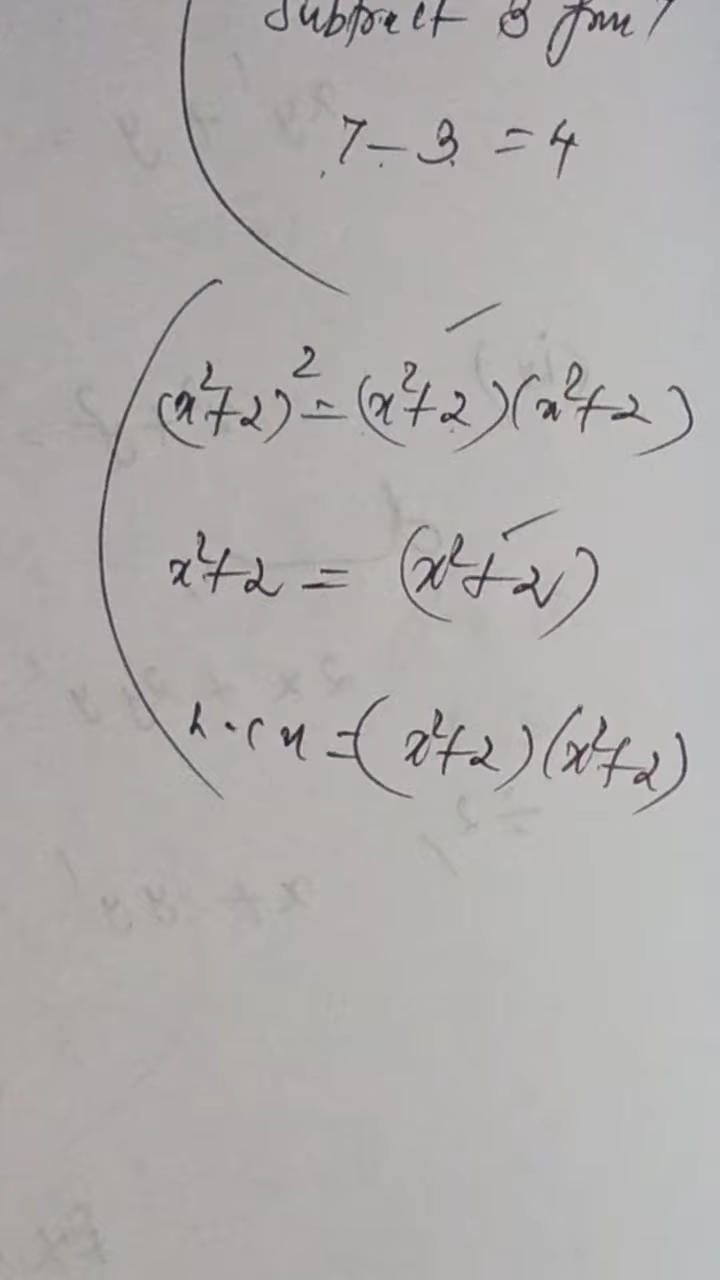 Subtract 3 from 7
7 - 3 = 4
(x²+2)² = (x²+2)(x²+2)
x²+2 = (x²+2)
L.C.M = (x²+2)(x²+2)